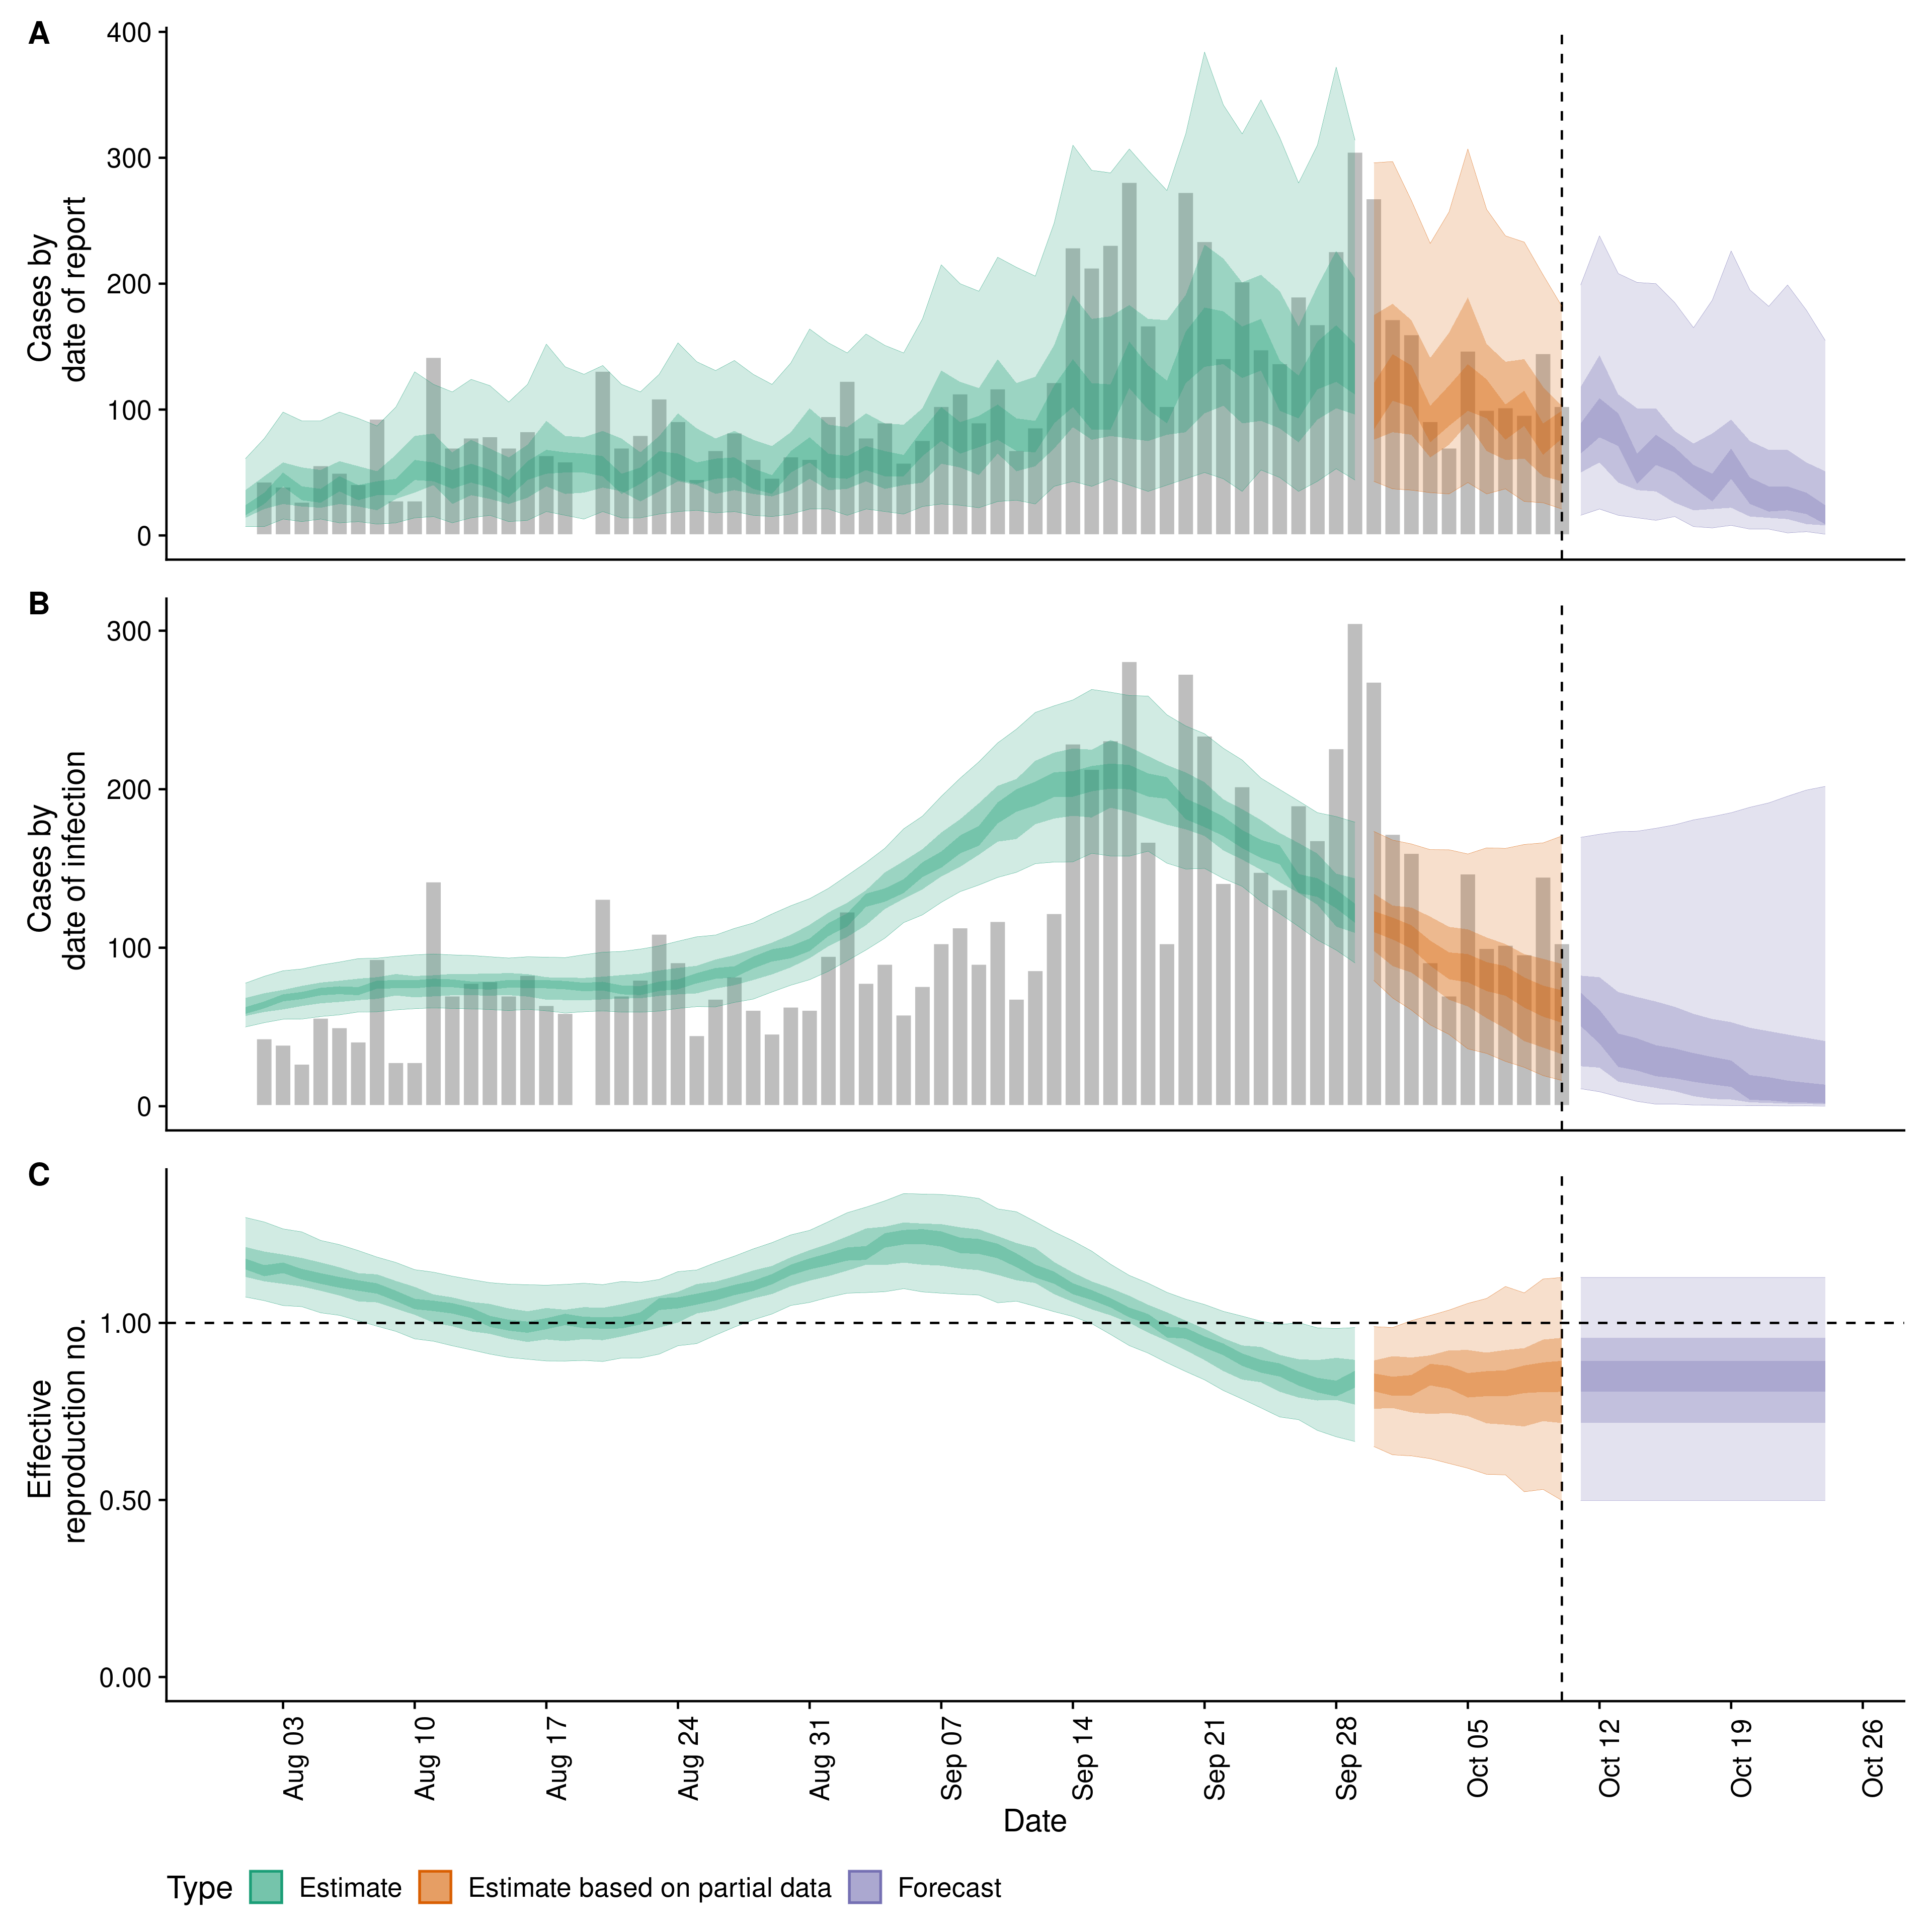 A
400
300
200
100
0
Cases by
date of report
B
300
200
100
0
Cases by
date of infection
C
1.00
0.50
0.00
Effective
reproduction no.
Aug 03
Aug 10
Aug 17
Aug 24
Aug 31
Sep 07
Sep 14
Sep 21
Sep 28
Oct 05
Oct 12
Oct 19
Oct 26
Date
Type Estimate Estimate based on partial data Forecast